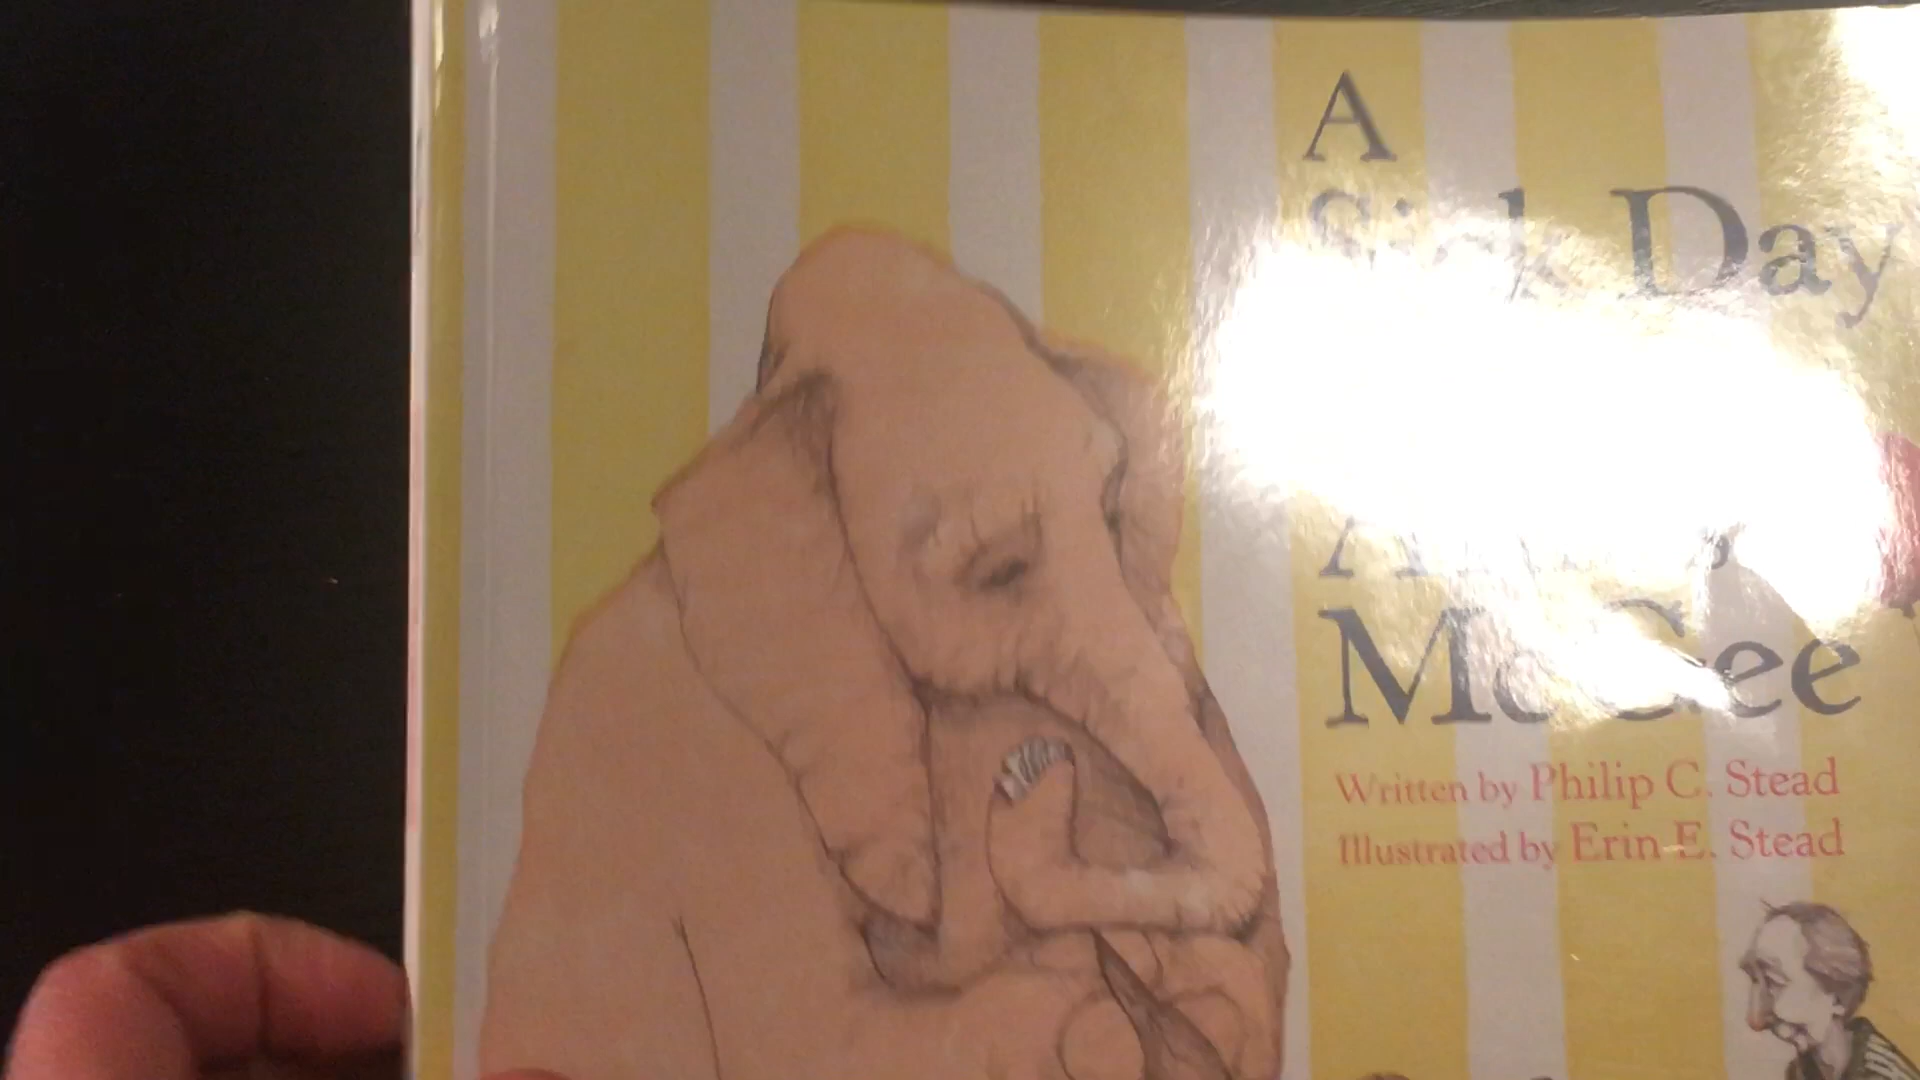 A
Sick Day
McGee
Written by Philip C. Stead
Illustrated by Erin E. Stead